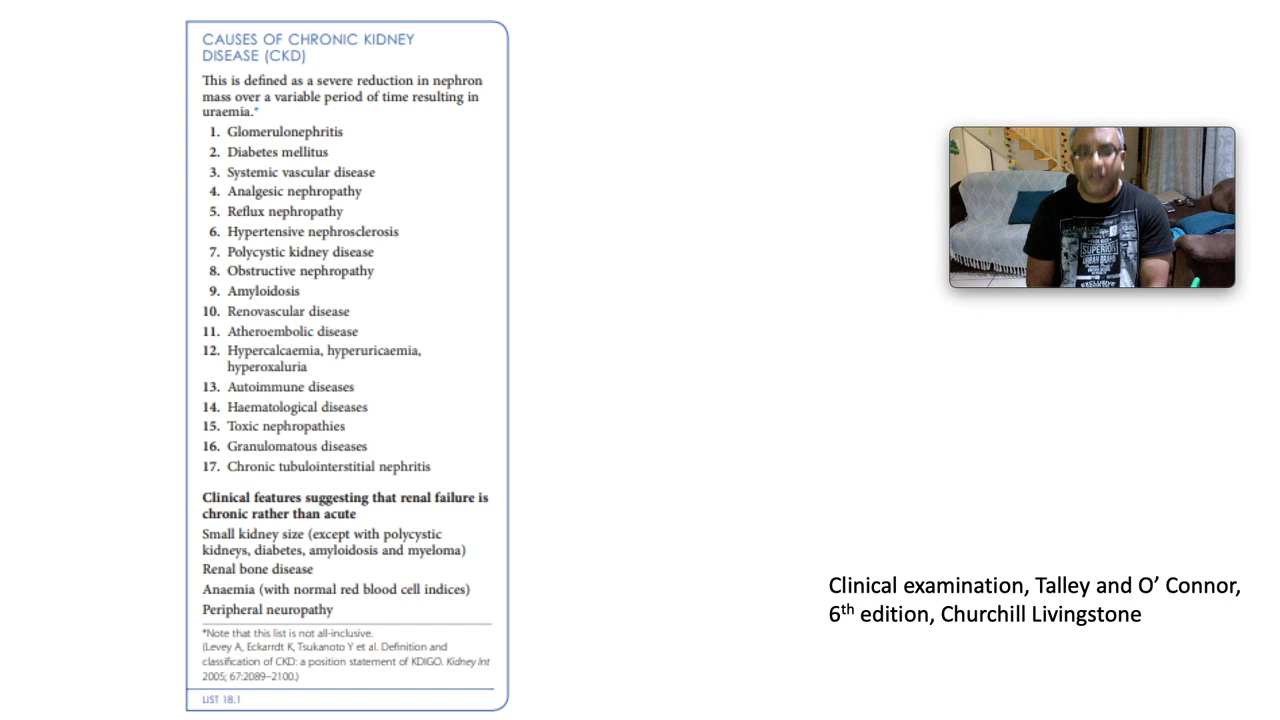 CAUSES OF CHRONIC KIDNEY
DISEASE (CKD)
This is defined as a severe reduction in nephron
mass over a variable period of time resulting in
uraemia.*
1. Glomerulonephritis
2. Diabetes mellitus
3. Systemic vascular disease
4. Analgesic nephropathy
5. Reflux nephropathy
6. Hypertensive nephrosclerosis
7. Polycystic kidney disease
8. Obstructive nephropathy
9. Amyloidosis
10. Renovascular disease
11. Atheroembolic disease
12. Hypercalcaemia, hyperuricaemia,
hyperoxaluria
13. Autoimmune diseases
14. Haematological diseases
15. Toxic nephropathies
16. Granulomatous diseases
17. Chronic tubulointerstitial nephritis
Clinical features suggesting that renal failure is
chronic rather than acute
Small kidney size (except with polycystic
kidneys, diabetes, amyloidosis and myeloma)
Renal bone disease
Anaemia (with normal red blood cell indices)
Peripheral neuropathy
*Note that this list is not all-inclusive.
(Levey A, Eckarrdt K, Tsukanoto Y et al. Definition and
classification of CKD: a position statement of KDIGO. Kidney Int
2005; 67:2089–2100.)
LIST 18.1
SUPERIOR
URBAN BRAND
EXCLUSIVE
Clinical examination, Talley and O’ Connor,
6th edition, Churchill Livingstone